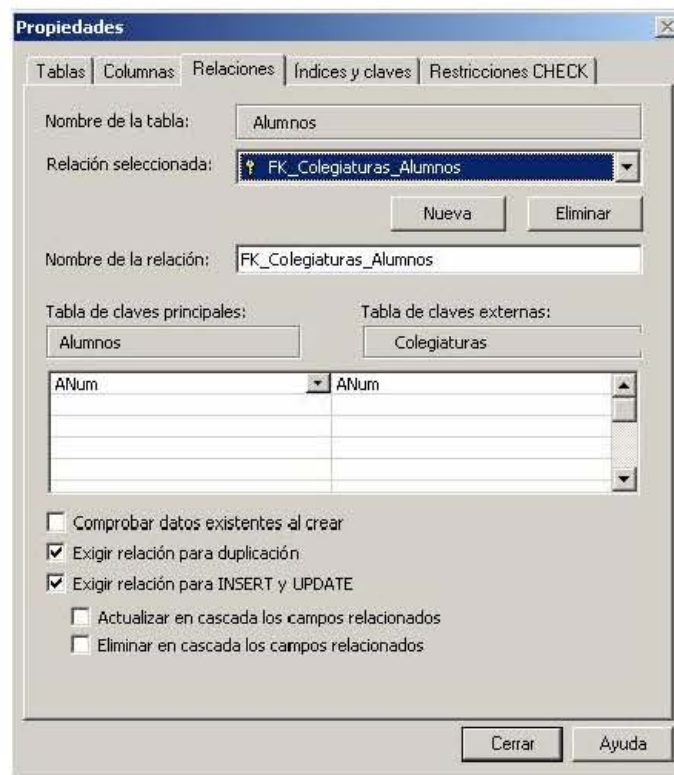 Propiedades
Tablas Columnas Relaciones Índices y claves Restricciones CHECK
Nombre de la tabla: Alumnos
Relación seleccionada: FK_Colegiaturas_Alumnos
Nueva Eliminar
Nombre de la relación: FK_Colegiaturas_Alumnos
Tabla de claves principales: Tabla de claves externas:
Alumnos Colegiaturas
ANum ANum
Comprobar datos existentes al crear
Exigir relación para duplicación
Exigir relación para INSERT y UPDATE
Actualizar en cascada los campos relacionados
Eliminar en cascada los campos relacionados
Cerrar Ayuda